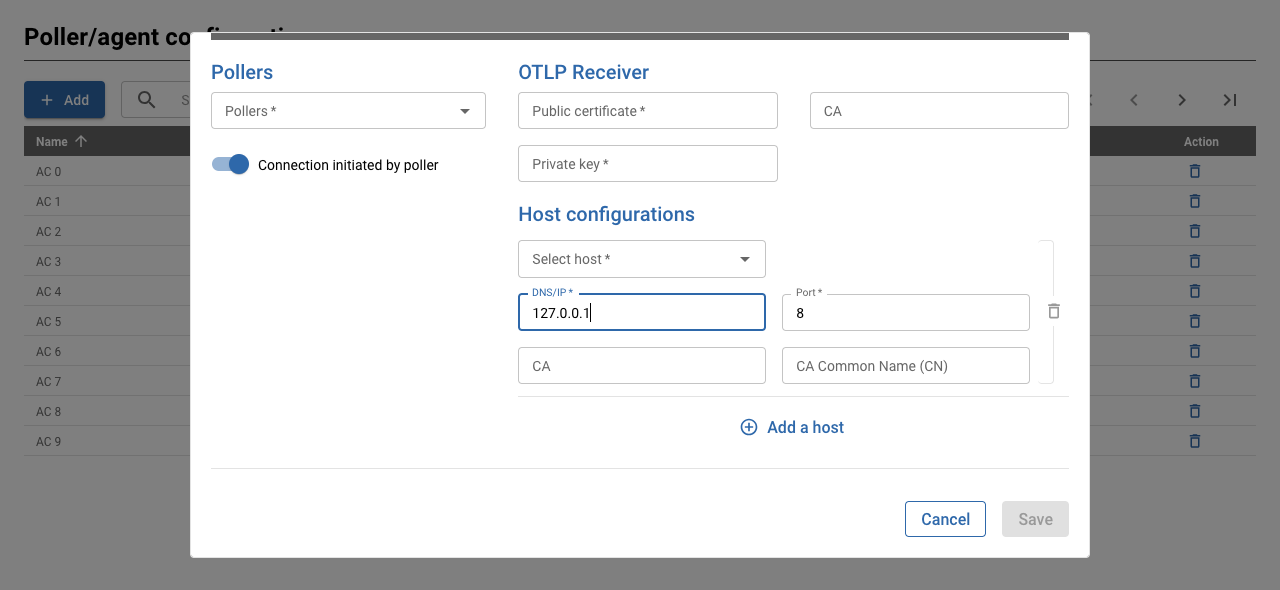 Poller/agent co
Add
S
Name
Action
AC 0
AC 1
AC 2
AC 3
AC 4
AC 5
AC 6
AC 7
AC 8
AC 9
Pollers
Pollers *
Connection initiated by poller
OTLP Receiver
Public certificate *
CA
Private key *
Host configurations
Select host *
DNS/IP *
127.0.0.1
Port *
8
CA
CA Common Name (CN)
Add a host
Cancel
Save